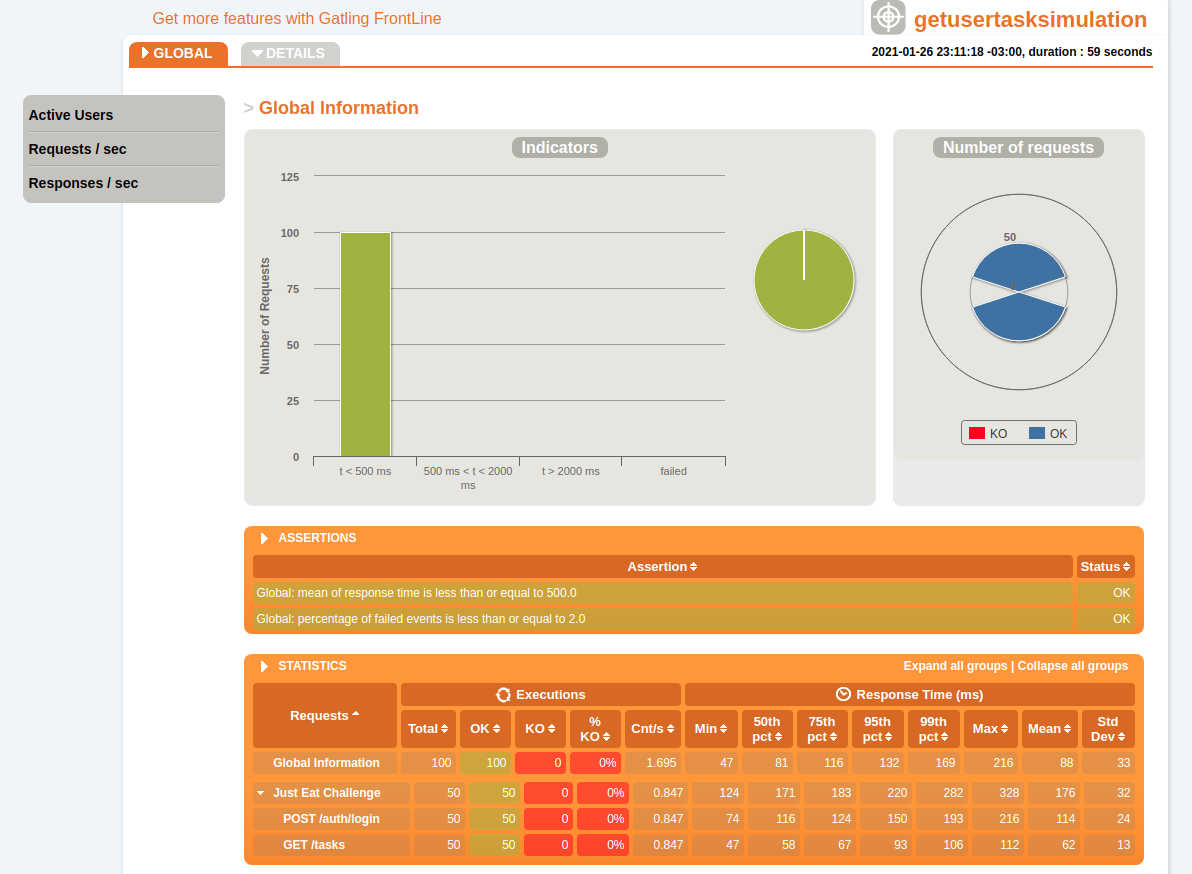 Get more features with Gatling FrontLine
getusertasksimulation
GLOBAL
DETAILS
2021-01-26 23:11:18 -03:00, duration : 59 seconds
Active Users
Requests / sec
Responses / sec
> Global Information
Indicators
Number of Requests
125
100
75
50
25
0
t < 500 ms
500 ms < t < 2000
ms
t > 2000 ms
failed
Number of requests
50
KO
OK
ASSERTIONS
Assertion Status
Global: mean of response time is less than or equal to 500.0 OK
Global: percentage of failed events is less than or equal to 2.0 OK
STATISTICS
Expand all groups | Collapse all groups
Requests
Executions
Response Time (ms)
Total OK KO % KO Cnt/s Min 50th pct 75th pct 95th pct 99th pct Max Mean Std Dev
Global Information 100 100 0 0% 1.695 47 81 116 132 169 216 88 33
Just Eat Challenge 50 50 0 0% 0.847 124 171 183 220 282 328 176 32
POST /auth/login 50 50 0 0% 0.847 74 116 124 150 193 216 114 24
GET /tasks 50 50 0 0% 0.847 47 58 67 93 106 112 62 13